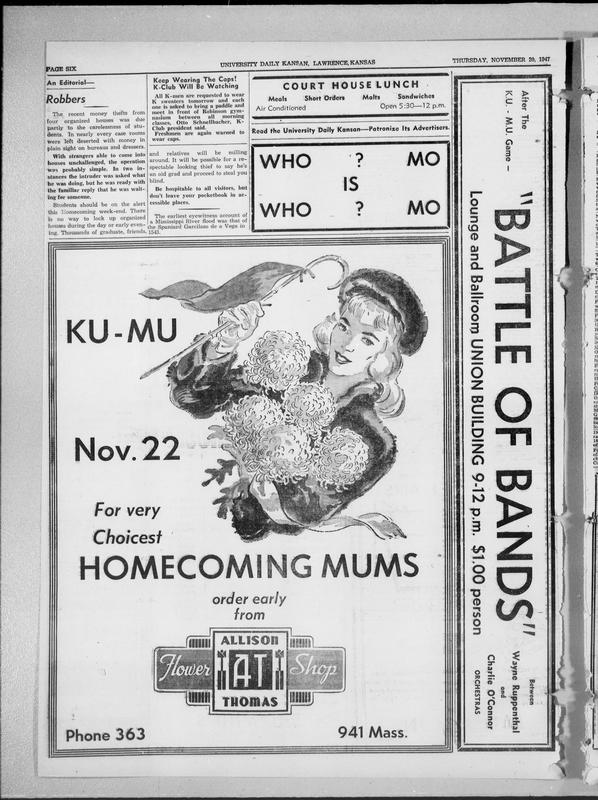 PAGE SIX
UNIVERSITY DAILY KANSAN, LAWRENCE, KANSAS
THURSDAY, NOVEMBER 20, 1947
An Editorial—
Robbers
The recent money thefts from
four organized houses was due
partly to the carelessness of stu-
dents. In nearly every case rooms
were left deserted with money in
plain sight on bureaus and dressers.
With strangers able to come into
houses unchallenged, the operation
was probably simple. In two in-
stances the intruder was asked what
he was doing, but he was ready with
the familiar reply that he was wait-
ing for someone.
Students should be on the alert
this Homecoming week-end. There
is no way to lock up organized
houses during the day or early even-
ing. Thousands of graduate, friends,
and relatives will be milling
around. It will be possible for a re-
spectable looking thief to say he's
an old grad and proceed to steal you
blind.
Be hospitable to all visitors, but
don't leave your pocketbook in ac-
cessible places.
The earliest eyewitness account of
a Mississippi River flood was that of
the Spaniard Garcilaso de a Vega in
1543.
Keep Wearing The Caps!
K-Club Will Be Watching
All K-men are requested to wear
K sweaters tomorrow and each
one is asked to bring a paddle and
meet in front of Robinson gym-
nasium between all morning
classes, Otto Schnellbacher, K-
Club president said.
Freshmen are again warned to
wear caps.
COURT HOUSE LUNCH
Meals Short Orders Malts Sandwiches
Air Conditioned Open 5:30—12 p.m.
Read the University Daily Kansan—Patronize Its Advertisers.
WHO ? MO
IS
WHO ? MO
KU-MU
Nov. 22
For very
Choicest
HOMECOMING MUMS
order early
from
ALLISON
Flower AT Shop
THOMAS
Phone 363
941 Mass.
After The
K.U. - M.U. Game —
"BATTLE OF BANDS"
Lounge and Ballroom UNION BUILDING 9-12 p.m. $1.00 person
Between
Wayne Ruppenthal
and
Charlie O'Connor
ORCHESTRAS